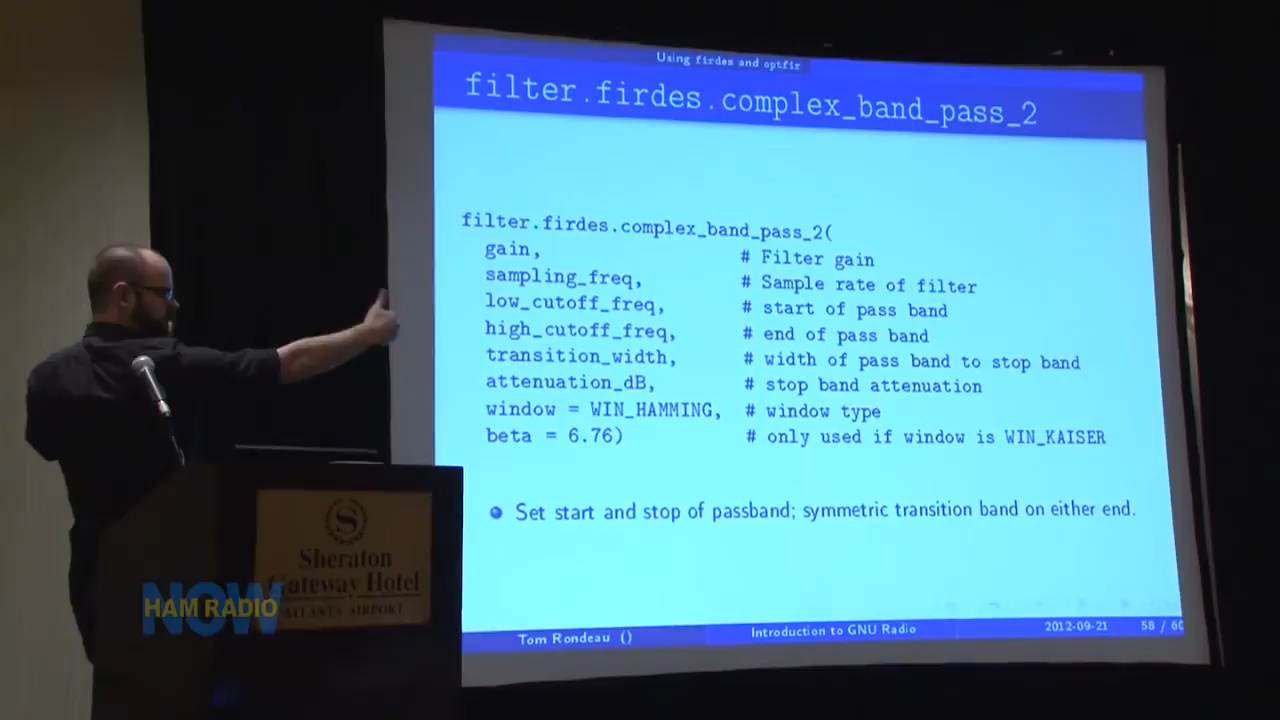 Using firdes and optfir
filter.firdes.complex_band_pass_2
filter.firdes.complex_band_pass_2(
gain, # Filter gain
sampling_freq, # Sample rate of filter
low_cutoff_freq, # start of pass band
high_cutoff_freq, # end of pass band
transition_width, # width of pass band to stop band
attenuation_dB, # stop band attenuation
window = WIN_HAMMING, # window type
beta = 6.76) # only used if window is WIN_KAISER
Set start and stop of passband; symmetric transition band on either end.
Tom Rondeau () Introduction to GNU Radio 2012-09-21 58 / 60
S
Sheraton
Gateway Hotel
ATLANTA AIRPORT
NOW
HAM RADIO